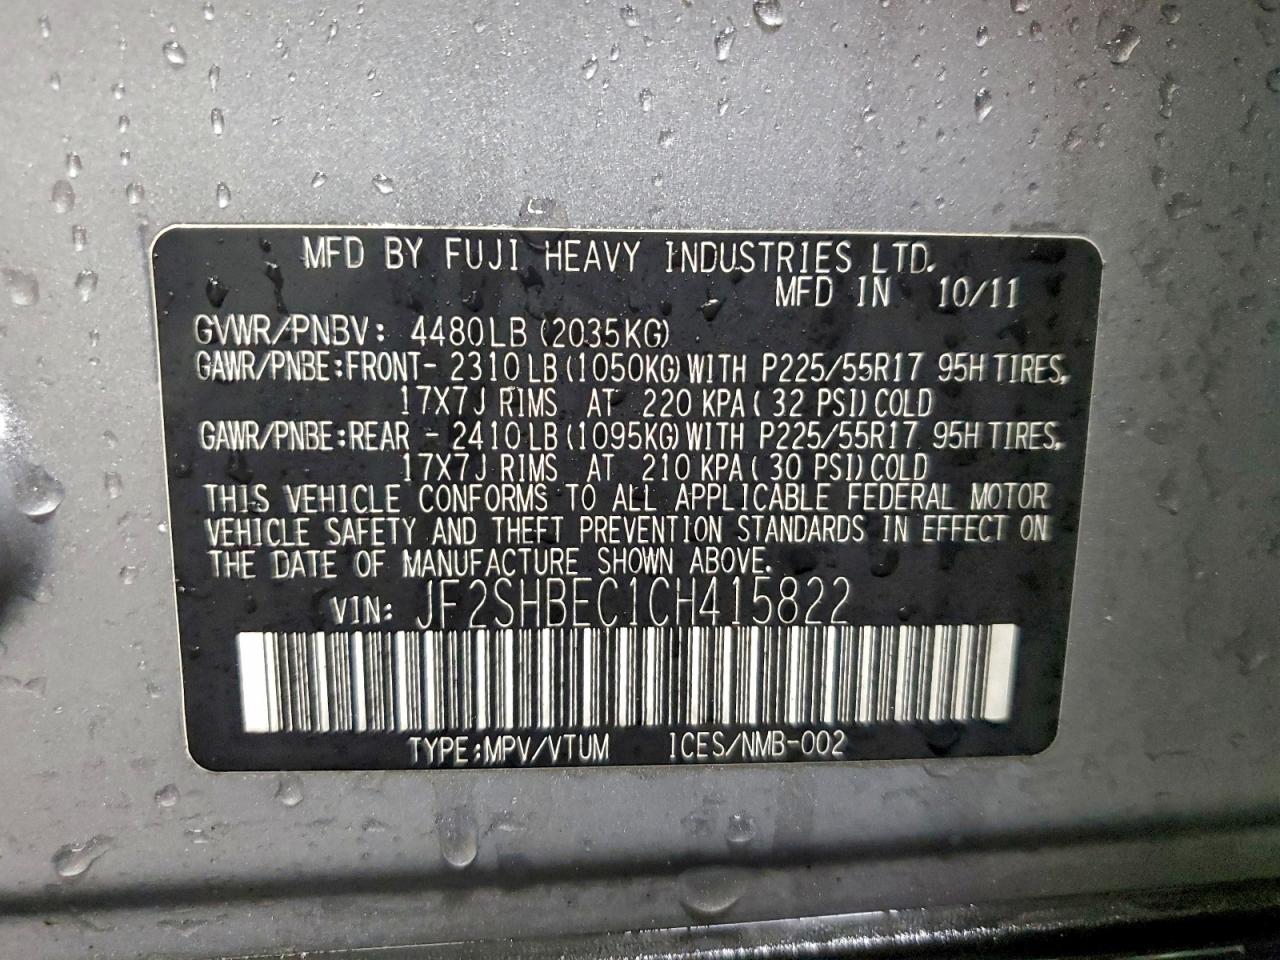 MFD BY FUJI HEAVY INDUSTRIES LTD.
MFD IN 10/11
GVWR/PNBV: 4480LB (2035KG)
GAWR/PNBE:FRONT- 2310LB (1050KG) WITH P225/55R17 95H TIRES,
17X7J RIMS AT 220 KPA( 32 PSI) COLD
GAWR/PNBE:REAR - 2410LB (1095KG) WITH P225/55R17 95H TIRES,
17X7J RIMS AT 210 KPA (30 PSI) COLD
THIS VEHICLE CONFORMS TO ALL APPLICABLE FEDERAL MOTOR
VEHICLE SAFETY AND THEFT PREVENTION STANDARDS IN EFFECT ON
THE DATE OF MANUFACTURE SHOWN ABOVE.
VIN: JF2SHBEC1CH415822
TYPE:MPV/VTUM ICES/NMB-002